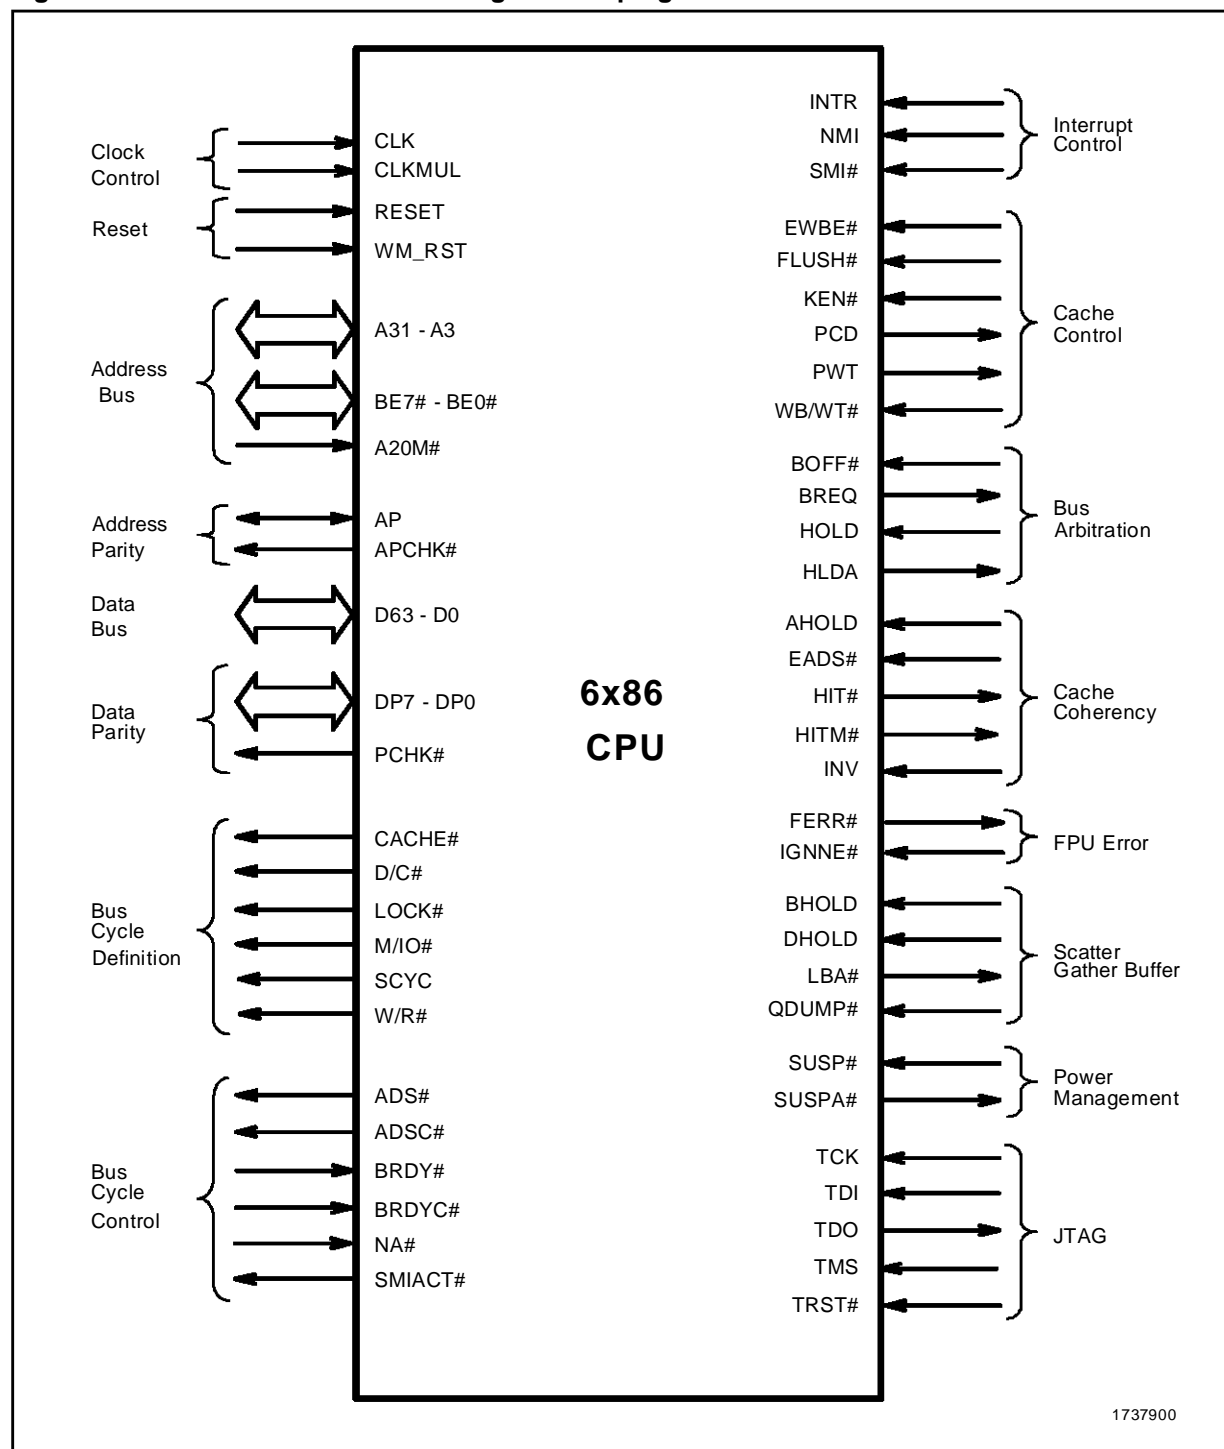 Clock
Control
Reset
Address
Bus
Address
Parity
Data
Bus
Data
Parity
Bus
Cycle
Definition
Bus
Cycle
Control
CLK
CLKMUL
RESET
WM_RST
A31 - A3
BE7# - BE0#
A20M#
AP
APCHK#
D63 - D0
DP7 - DP0
PCHK#
CACHE#
D/C#
LOCK#
M/IO#
SCYC
W/R#
ADS#
ADSC#
BRDY#
BRDYC#
NA#
SMIACT#
6x86
CPU
INTR
NMI
SMI#
EWBE#
FLUSH#
KEN#
PCD
PWT
WB/WT#
BOFF#
BREQ
HOLD
HLDA
AHOLD
EADS#
HIT#
HITM#
INV
FERR#
IGNNE#
BHOLD
DHOLD
LBA#
QDUMP#
SUSP#
SUSPA#
TCK
TDI
TDO
TMS
TRST#
Interrupt
Control
Cache
Control
Bus
Arbitration
Cache
Coherency
FPU Error
Scatter
Gather Buffer
Power
Management
JTAG
1737900